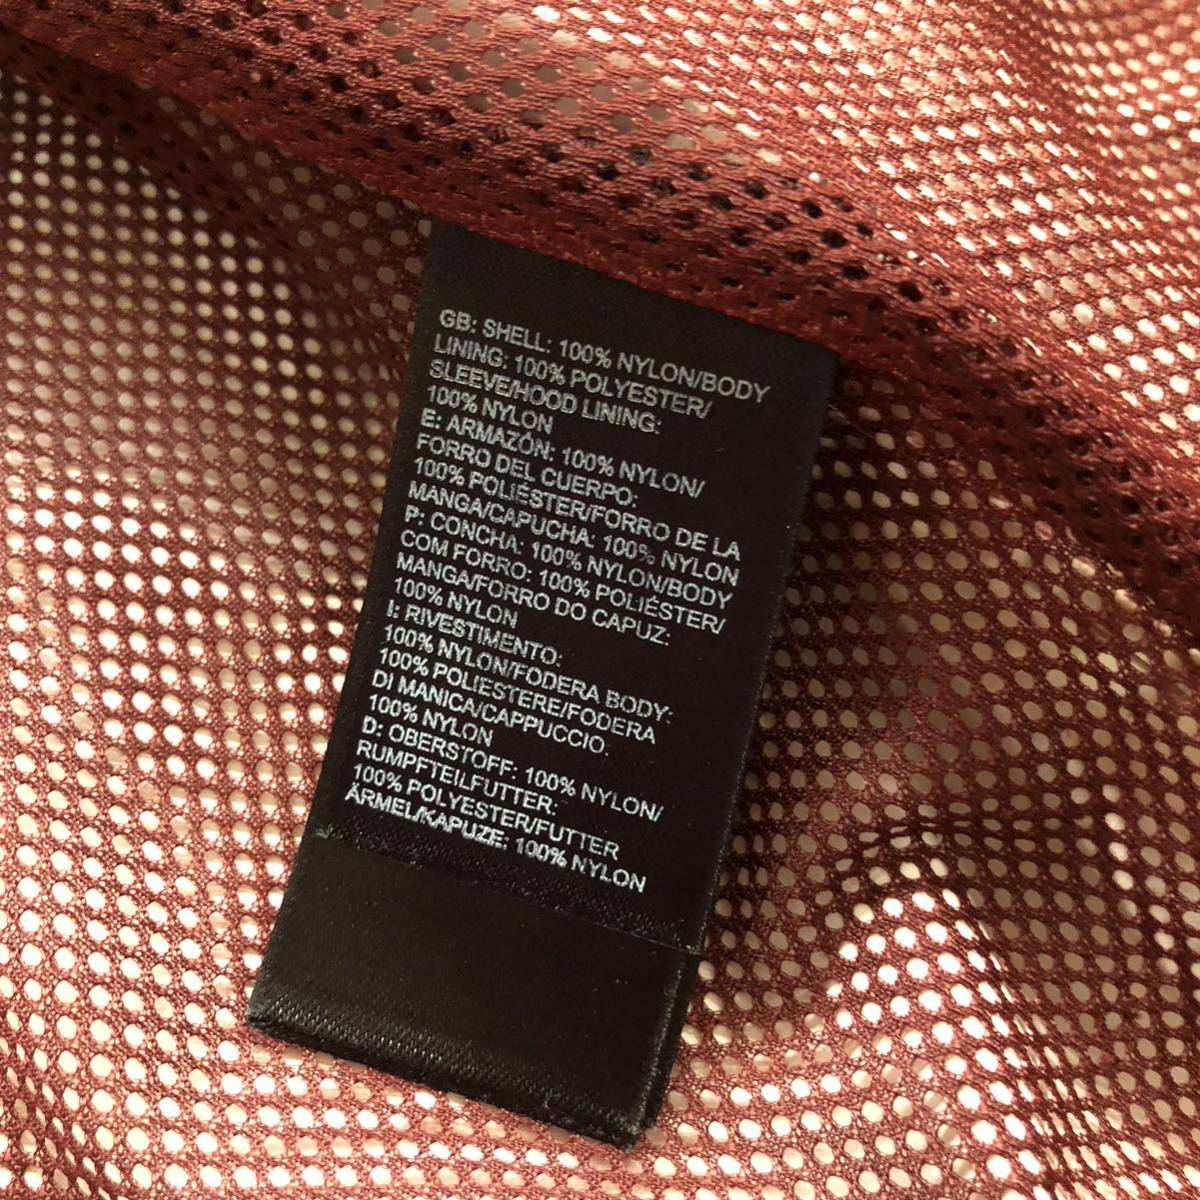 GB: SHELL: 100% NYLON/BODY
LINING: 100% POLYESTER/
SLEEVE/HOOD LINING:
100% NYLON
E: ARMAZÓN: 100% NYLON/
FORRO DEL CUERPO:
100% POLIÉSTER/FORRO DE LA
MANGA/CAPUCHA: 100% NYLON
P: CONCHA: 100% NYLON/BODY
COM FORRO: 100% POLIÉSTER/
MANGA/FORRO DO CAPUZ:
100% NYLON
I: RIVESTIMENTO:
100% NYLON/FODERA BODY:
100% POLIESTERE/FODERA
DI MANICA/CAPPUCCIO.
100% NYLON
D: OBERSTOFF: 100% NYLON/
RUMPFTEILFUTTER:
100% POLYESTER/FUTTER
ÄRMEL/KAPUZE: 100% NYLON